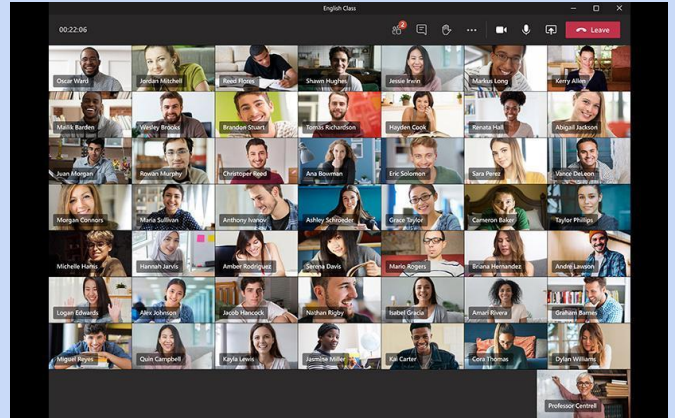 English Class
00:22:06
2
Leave
Oscar Ward
Jordan Mitchell
Reed Flores
Shawn Hughes
Jessie Irwin
Markus Long
Kerry Allen
Malik Barden
Wesley Brooks
Brandon Stuart
Tomas Richardson
Hayden Cook
Renata Hall
Abigail Jackson
Juan Morgan
Rowan Murphy
Christoper Reed
Ana Bowman
Eric Solomon
Sara Perez
Vance DeLeon
Morgan Connors
Maria Sullivan
Anthony Ivanov
Ashley Schroeder
Grace Taylor
Cameron Baker
Taylor Phillips
Michelle Harris
Hannah Jarvis
Amber Rodriguez
Serena Davis
Mario Rogers
Briana Hernandez
Andre Lawson
Logan Edwards
Alex Johnson
Jacob Hancock
Nathan Rigby
Isabel Gracia
Amari Rivera
Graham Barnes
Miguel Reyes
Quin Campbell
Kayla Lewis
Jasmine Miller
Kai Carter
Cora Thomas
Dylan Williams
Professor Centrell